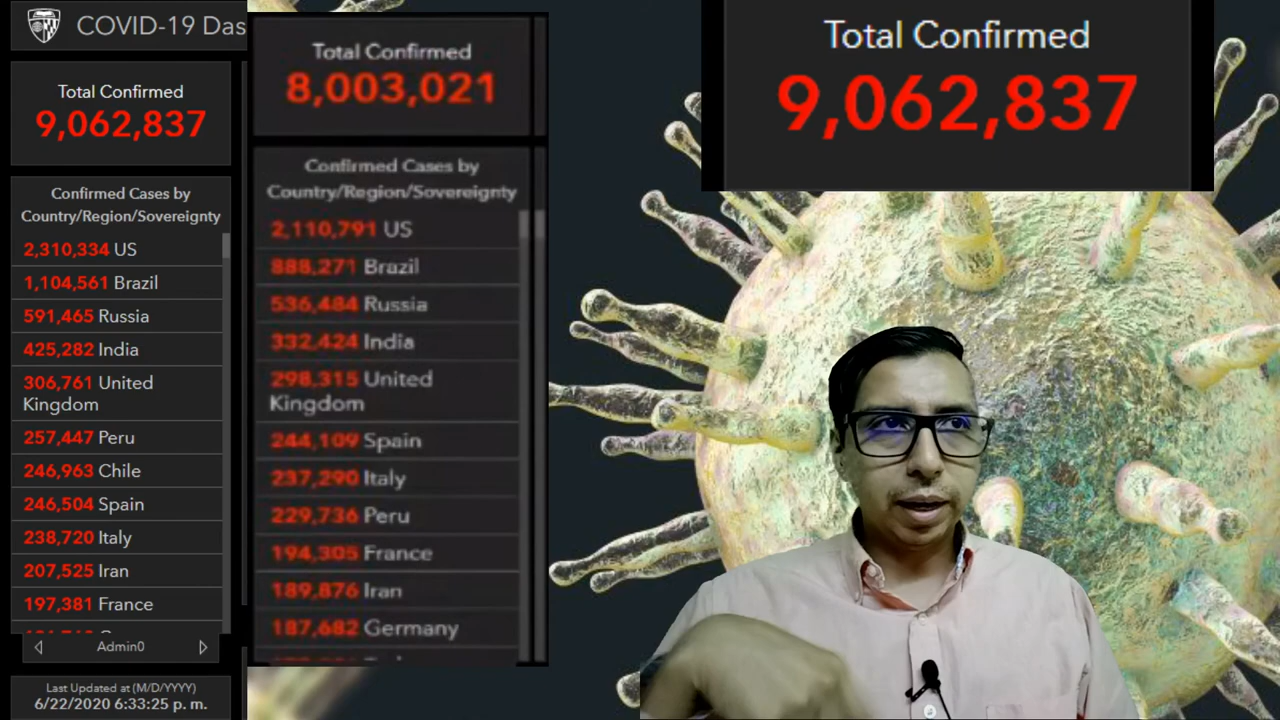 COVID-19 Das
Total Confirmed
9,062,837
Confirmed Cases by
Country/Region/Sovereignty
2,310,334 US
1,104,561 Brazil
591,465 Russia
425,282 India
306,761 United
Kingdom
257,447 Peru
246,963 Chile
246,504 Spain
238,720 Italy
207,525 Iran
197,381 France
Admin0
Last Updated at (M/D/YYYY)
6/22/2020 6:33:25 p. m.
Total Confirmed
8,003,021
Confirmed Cases by
Country/Region/Sovereignty
2,110,791 US
888,271 Brazil
536,484 Russia
332,424 India
298,315 United
Kingdom
244,109 Spain
237,290 Italy
229,736 Peru
194,305 France
189,876 Iran
187,682 Germany
Total Confirmed
9,062,837